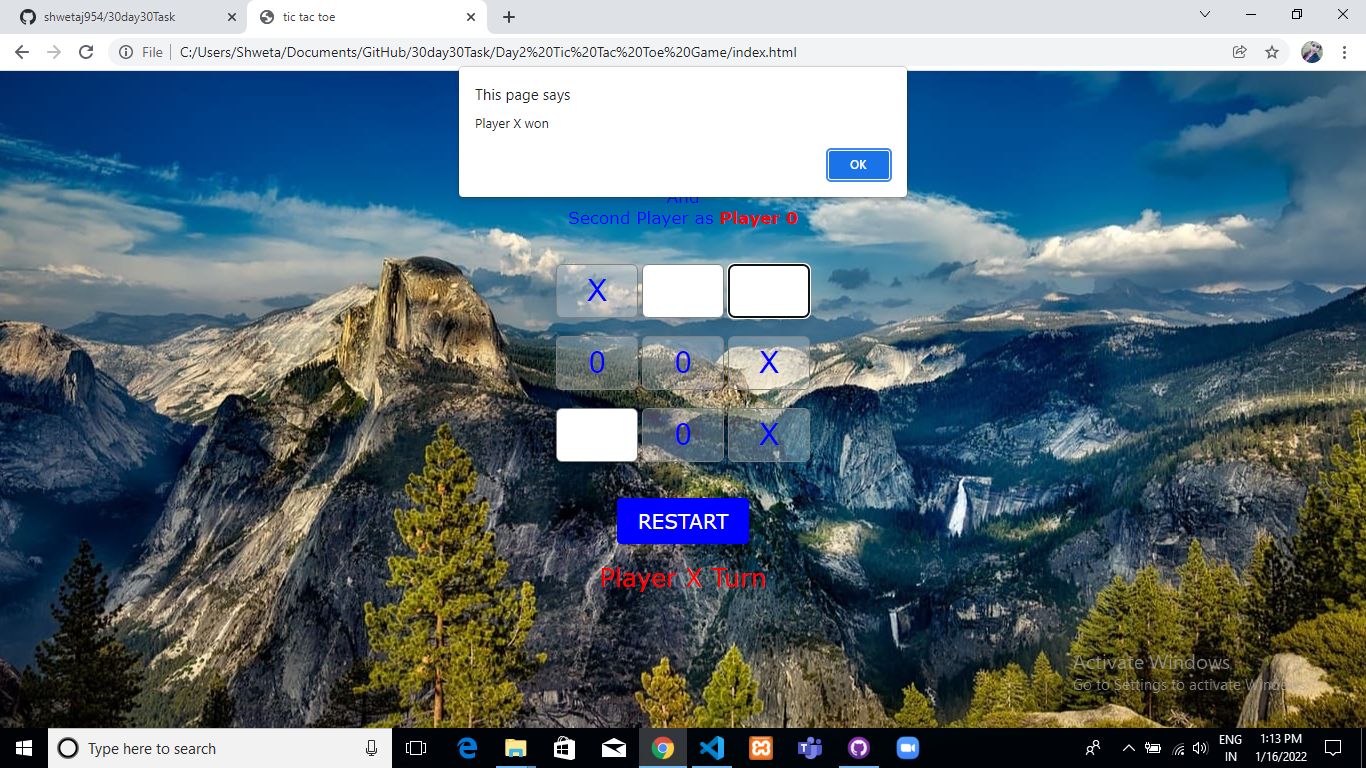 shwetaj954/30day30Task
tic tac toe
File
C:/Users/Shweta/Documents/GitHub/30day30Task/Day2%20Tic%20Tac%20Toe%20Game/index.html
This page says
Player X won
OK
And
Second Player as Player 0
X
0 0 X
0 X
RESTART
Player X Turn
Activate Windows
Go to Settings to activate Windows.
Type here to search
ENG
IN
1:13 PM
1/16/2022